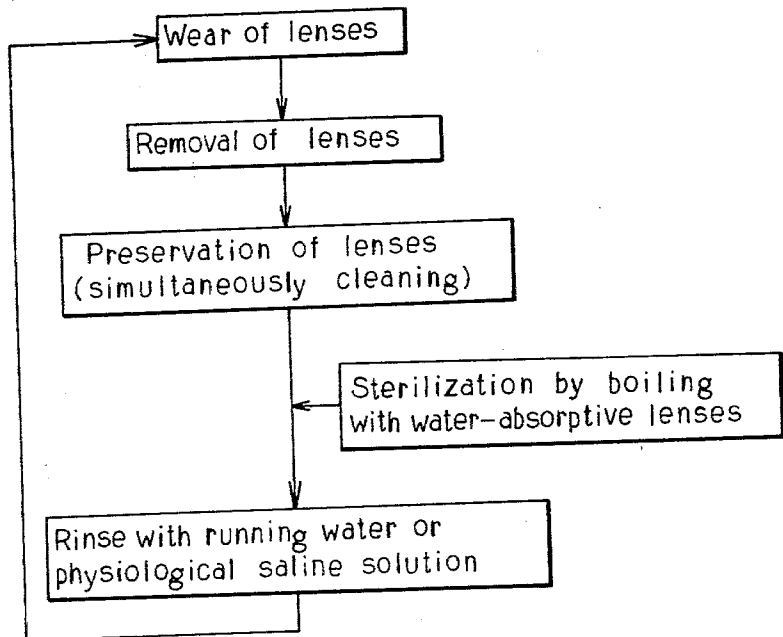 Wear of lenses
Removal of lenses
Preservation of lenses
(simultaneously cleaning)
Sterilization by boiling
with water-absorptive lenses
Rinse with running water or
physiological saline solution